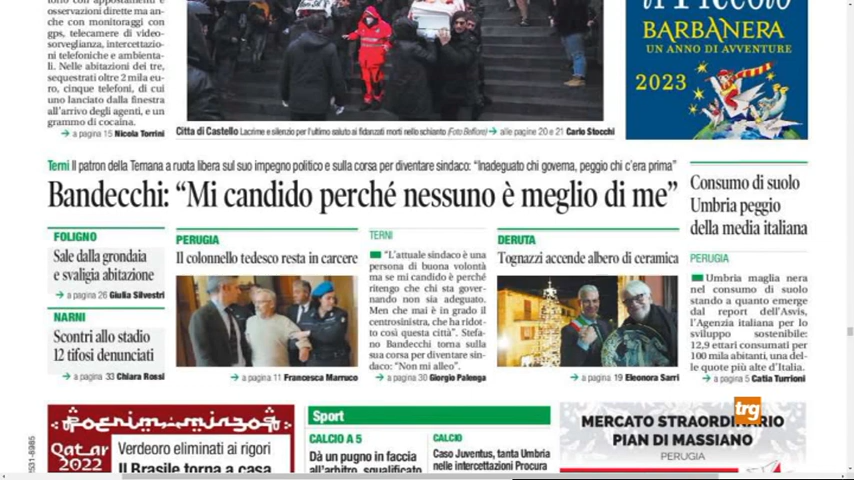 osservazioni dirette ma an-
che con monitoraggi con
gps, telecamere di video-
sorveglianza, intercettazio-
ni telefoniche e ambienta-
li. Nelle abitazioni dei tre,
sequestrati oltre 2 mila eu-
ro, cinque telefoni, di cui
uno lanciato dalla finestra
all'arrivo degli agenti, e un
grammo di cocaina.
→ a pagina 15 Nicola Torrini
Città di Castello Lacrime e silenzio per l'ultimo saluto ai fidanzati morti nello schianto (Foto Belfiore) → alle pagine 20 e 21 Carlo Stocchi
BARBANERA
UN ANNO DI AVVENTURE
2023
Terni Il patron della Ternana a ruota libera sul suo impegno politico e sulla corsa per diventare sindaco: “Inadeguato chi governa, peggio chi c'era prima”
Bandecchi: “Mi candido perché nessuno è meglio di me”
FOLIGNO
Sale dalla grondaia
e svaligia abitazione
→ a pagina 26 Giulia Silvestri
NARNI
Scontri allo stadio
12 tifosi denunciati
→ a pagina 33 Chiara Rossi
PERUGIA
Il colonnello tedesco resta in carcere
→ a pagina 11 Francesca Marruco
TERNI
“L'attuale sindaco è una
persona di buona volontà
ma se mi candido è perché
ritengo che chi sta gover-
nando non sia adeguato.
Men che mai è in grado il
centrosinistra, che ha ridot-
to così questa città”. Stefa-
no Bandecchi torna sulla
sua corsa per diventare sin-
daco: “Non mi alleo”.
→ a pagina 30 Giorgio Palenga
DERUTA
Tognazzi accende albero di ceramica
→ a pagina 19 Eleonora Sarri
Consumo di suolo
Umbria peggio
della media italiana
PERUGIA
Umbria maglia nera
nel consumo di suolo
stando a quanto emerge
dal report dell'Asvis,
l'Agenzia italiana per lo
sviluppo sostenibile:
12,9 ettari consumati per
100 mila abitanti, una del-
le quote più alte d'Italia.
→ a pagina 5 Catia Turrioni
Qatar
2022
Verdeoro eliminati ai rigori
Il Brasile torna a casa
Sport
CALCIO A 5
Dà un pugno in faccia
all'arbitro, squalificato
CALCIO
Caso Juventus, tanta Umbria
nelle intercettazioni Procura
trg
MERCATO STRAORDINARIO
PIAN DI MASSIANO
PERUGIA
2531-8985